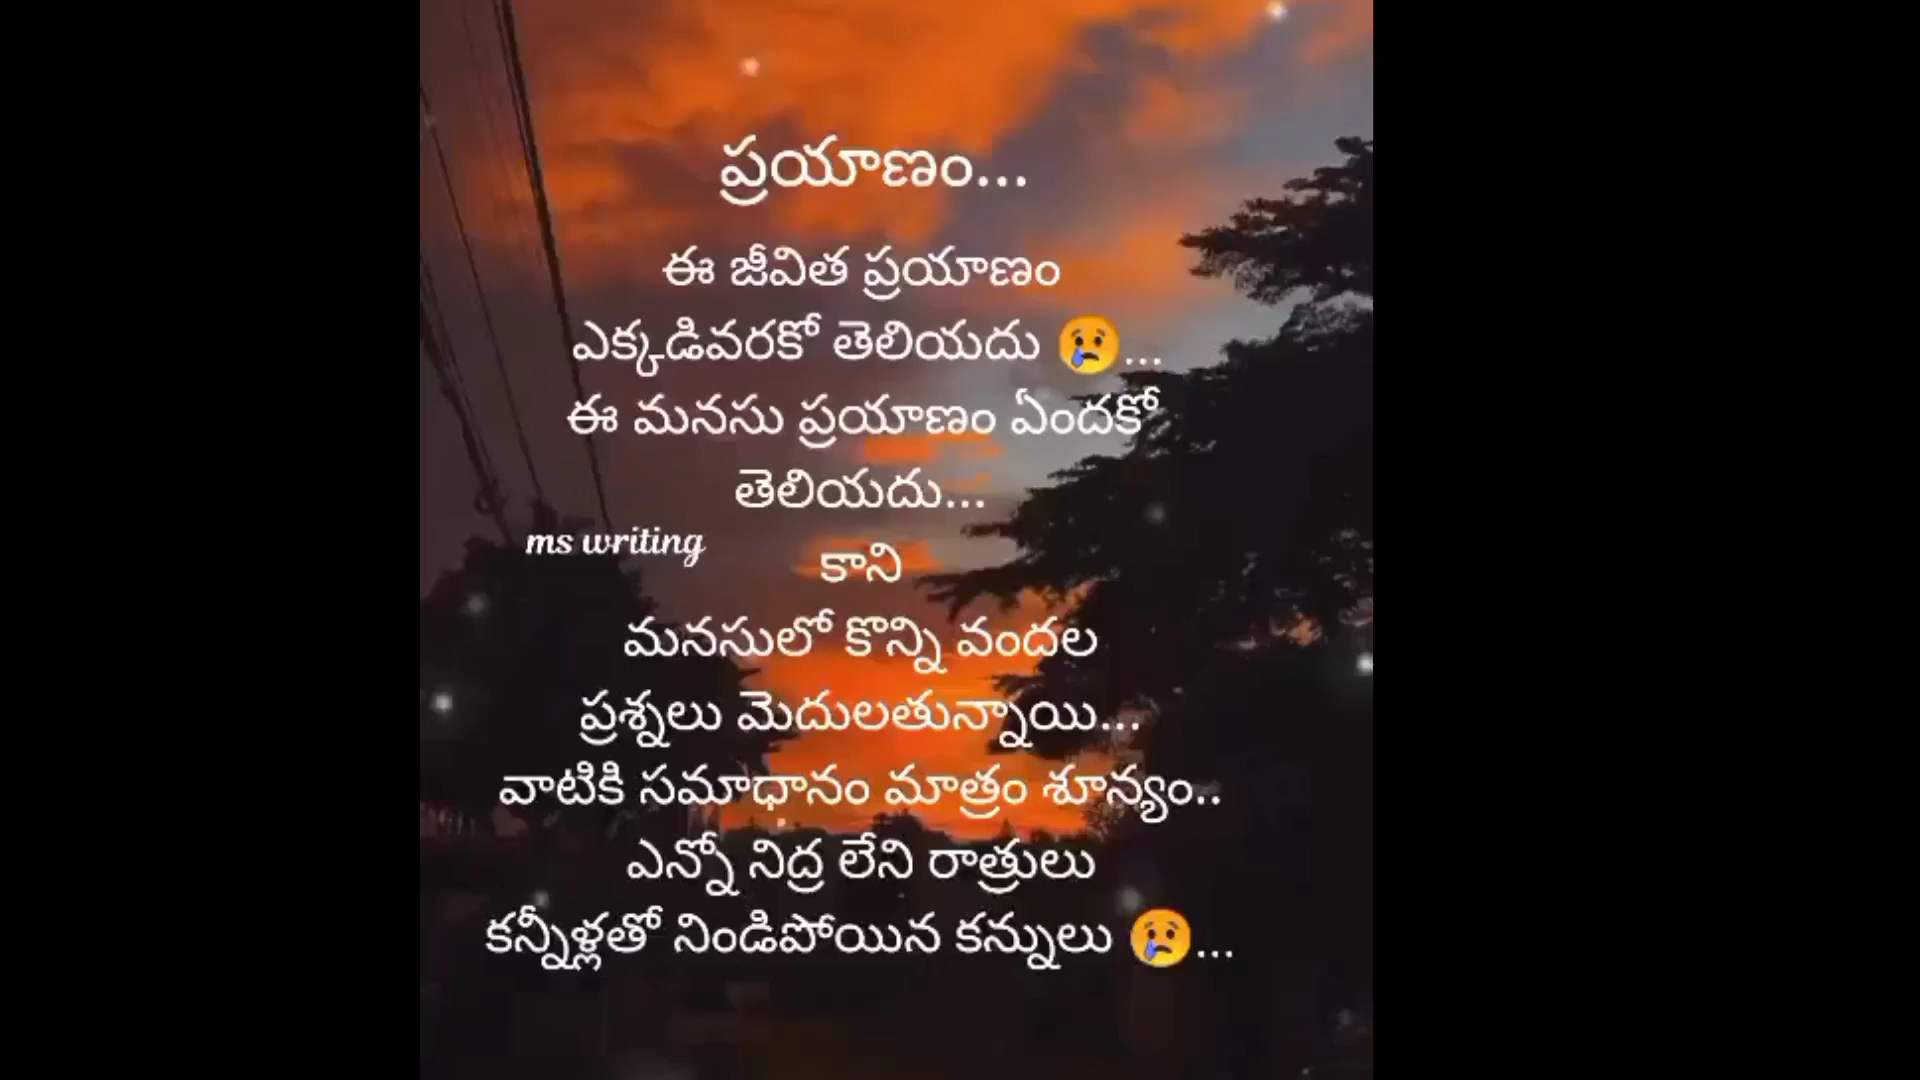 ప్రయాణం...
ఈ జీవిత ప్రయాణం
ఎక్కడివరకో తెలియదు 😢...
ఈ మనసు ప్రయాణం ఏందకో
తెలియదు...
ms writing
కాని
మనసులో కొన్ని వందల
ప్రశ్నలు మెదులతున్నాయి...
వాటికి సమాధానం మాత్రం శూన్యం..
ఎన్నో నిద్ర లేని రాత్రులు
కన్నీళ్లతో నిండిపోయిన కన్నులు 😢...